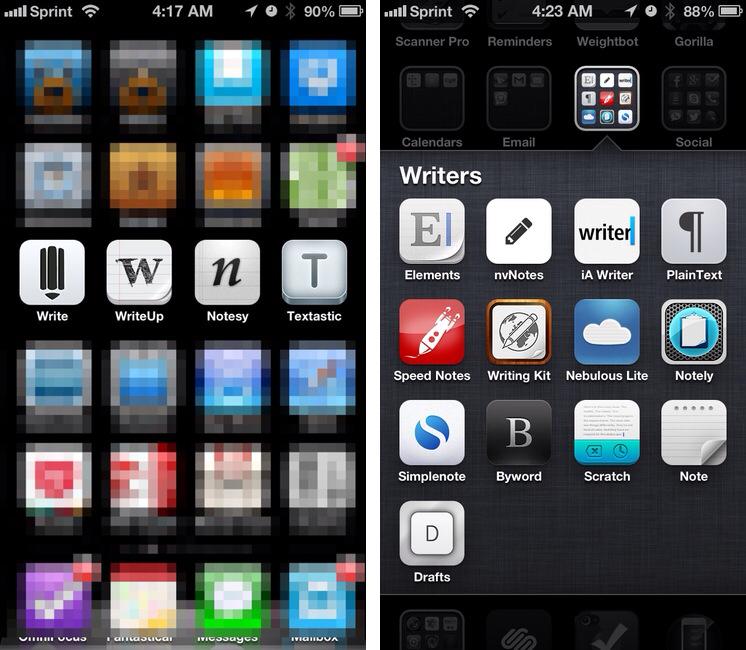 Sprint 4:17 AM 90%
W n T
Write WriteUp Notesy Textastic
OmniFocus Fantastical Messages Mailbox
Sprint 4:23 AM 88%
Scanner Pro Reminders Weightbot Gorilla
Calendars Email Social
Writers
E writer ¶
Elements nvNotes iA Writer PlainText
Speed Notes Writing Kit Nebulous Lite Notely
B
Simplenote Byword Scratch Note
D
Drafts